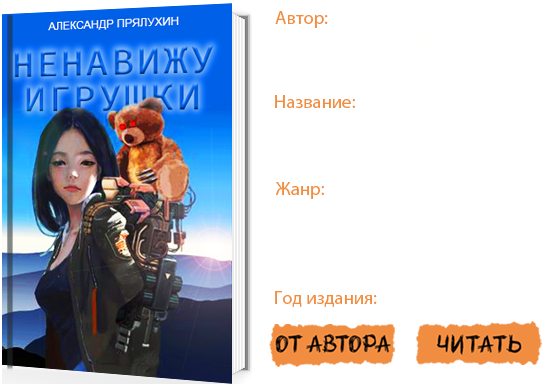 АЛЕКСАНДР ПРЯЛУХИН
НЕНАВИЖУ
ИГРУШКИ
Автор:
Название:
Жанр:
Год издания:
ОТ АВТОРА
ЧИТАТЬ